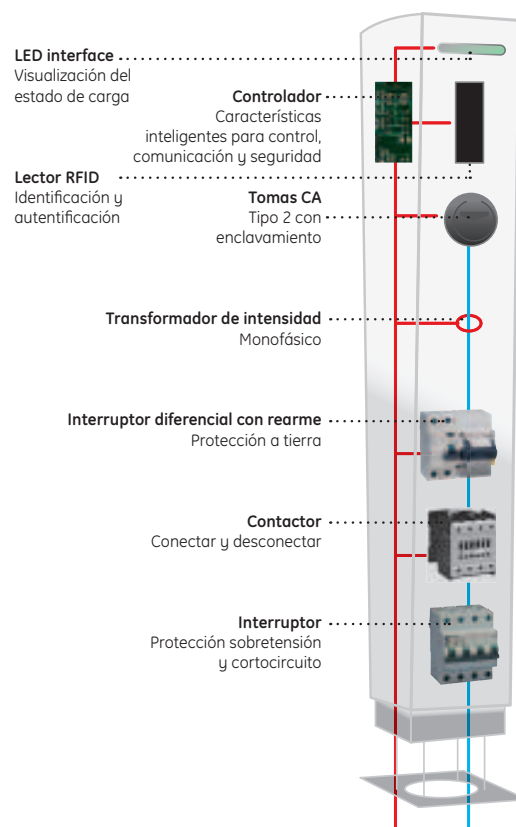 LED interface
Visualización del
estado de carga
Controlador
Características
inteligentes para control,
comunicación y seguridad
Lector RFID
Identificación y
autentificación
Tomas CA
Tipo 2 con
enclavamiento
Transformador de intensidad
Monofásico
Interruptor diferencial con rearme
Protección a tierra
Contactor
Conectar y desconectar
Interruptor
Protección sobretensión
y cortocircuito